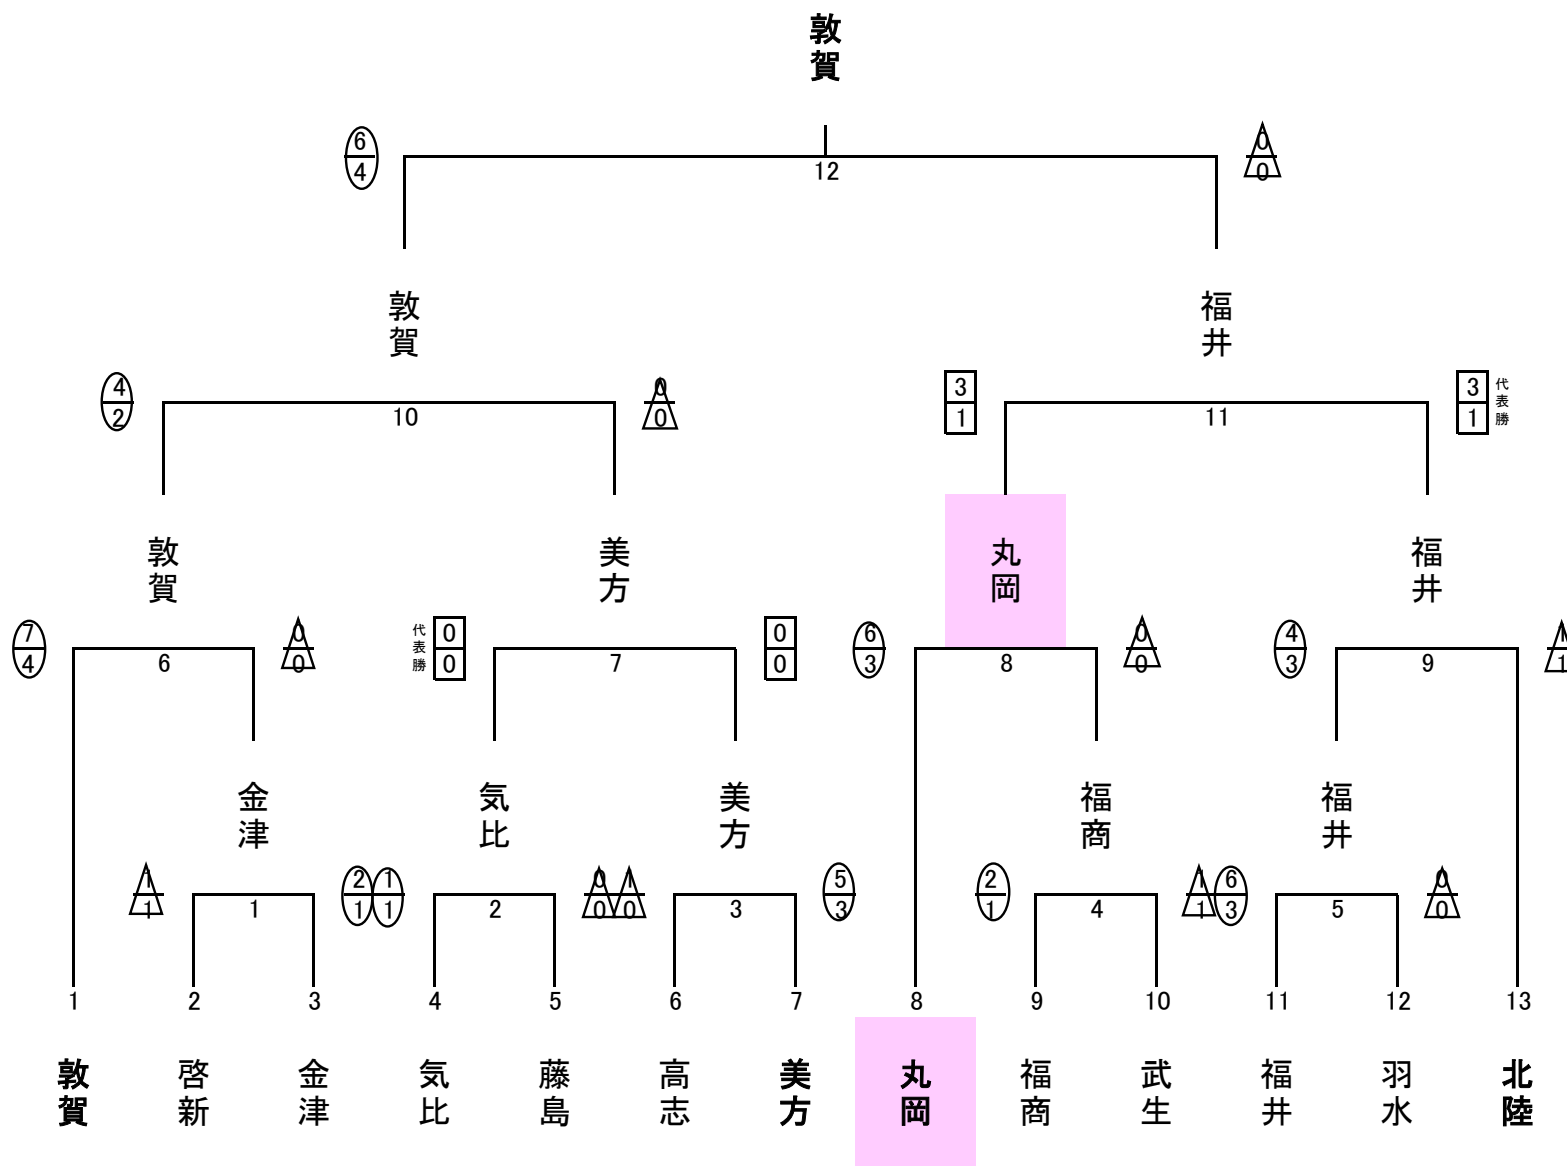 敦賀
6 0
4 12 0
敦賀 福井
4 0 3 3 代表勝
2 10 0 1 11 1
敦賀 美方 丸岡 福井
7 0 代表勝 0 0 6 0 4 1
4 6 0 0 7 0 3 8 0 3 9 1
金津 気比 美方 福商 福井
1 2 1 0 1 5 2 1 6 0
1 1 1 1 2 0 0 3 3 1 4 1 3 5 0
1 2 3 4 5 6 7 8 9 10 11 12 13
敦賀 啓新 金津 気比 藤島 高志 美方 丸岡 福商 武生 福井 羽水 北陸